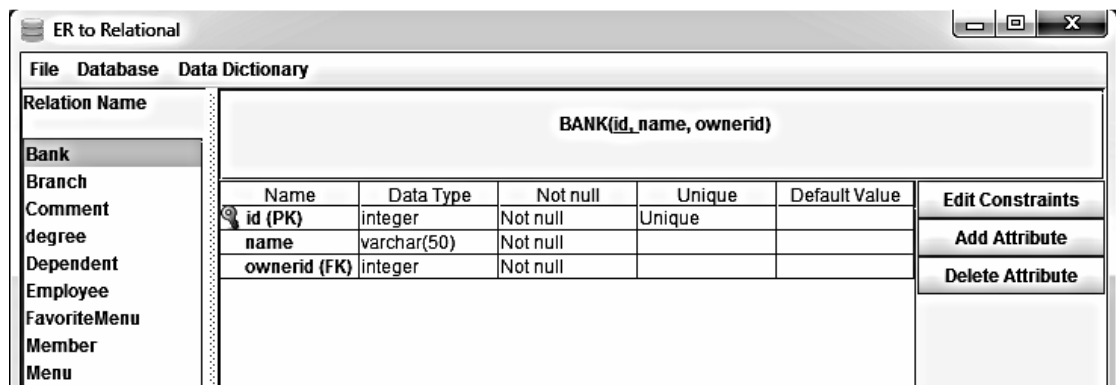 ER to Relational
File Database Data Dictionary
Relation Name
Bank
Branch
Comment
degree
Dependent
Employee
FavoriteMenu
Member
Menu
BANK(id, name, ownerid)
Name Data Type Not null Unique Default Value
id (PK) integer Not null Unique
name varchar(50) Not null
ownerid (FK) integer Not null
Edit Constraints
Add Attribute
Delete Attribute